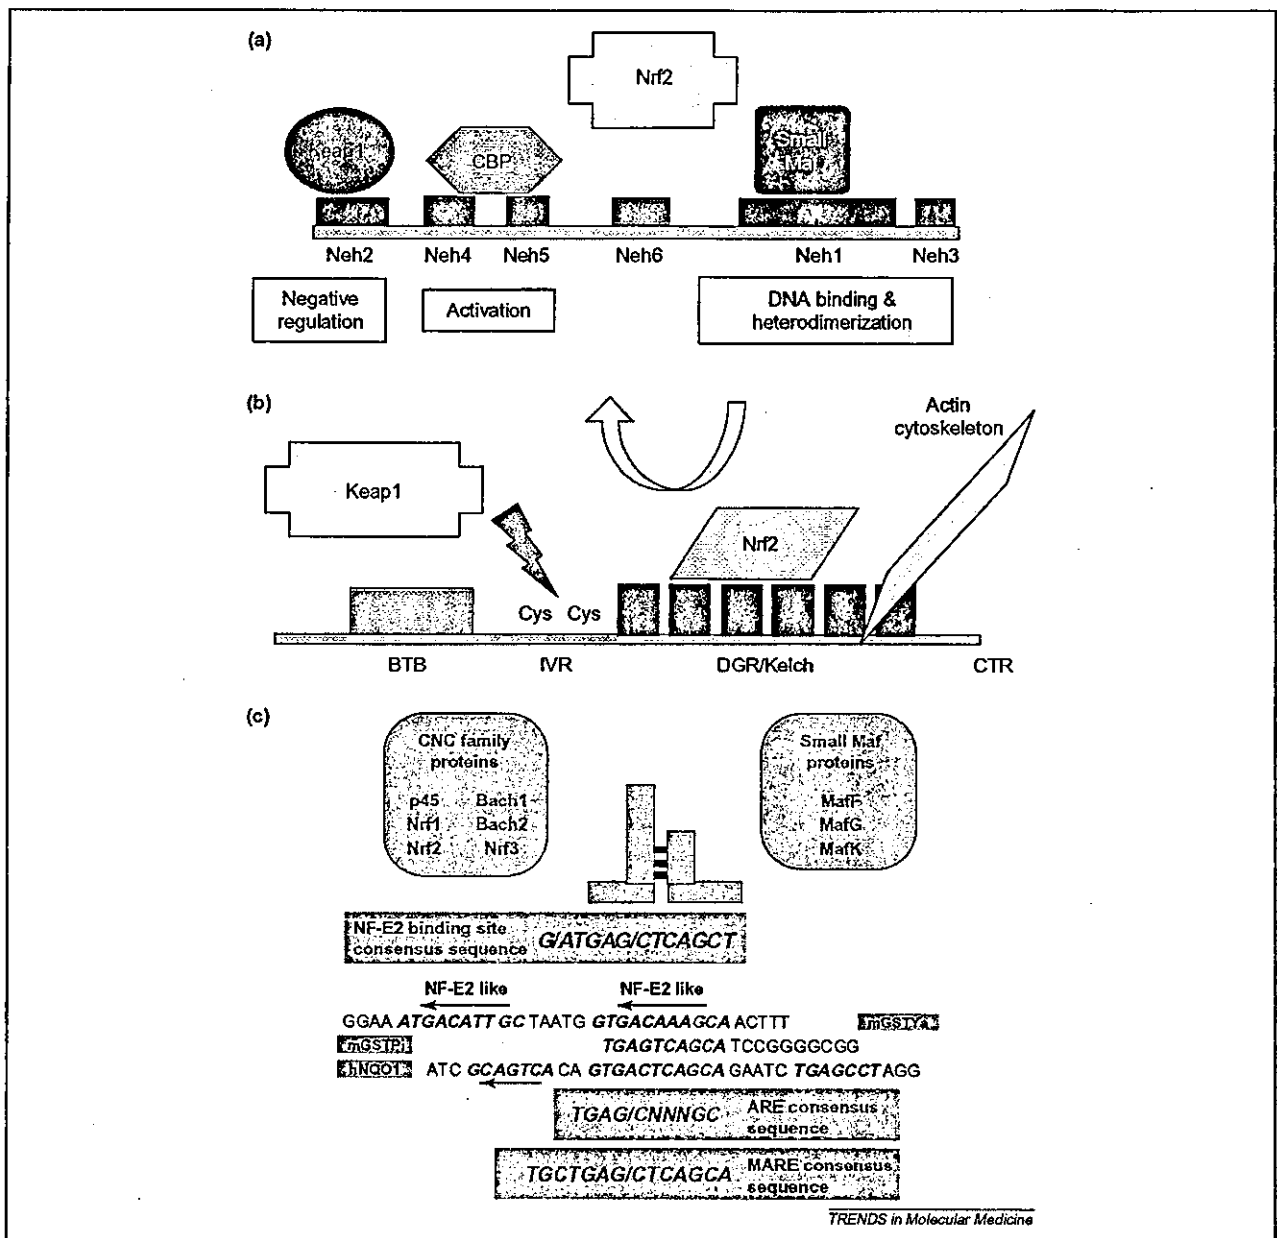 (a)
Nrf2
Keap1
CBP
Small
Maf
Neh2
Neh4
Neh5
Neh6
Neh1
Neh3
Negative
regulation
Activation
DNA binding &
heterodimerization
(b)
Actin
cytoskeleton
Keap1
Nrf2
Cys Cys
BTB
IVR
DGR/Kelch
CTR
(c)
CNC family
proteins
p45 Bach1
Nrf1 Bach2
Nrf2 Nrf3
Small Maf
proteins
MafF
MafG
MafK
NF-E2 binding site
consensus sequence
G/ATGAG/CTCAGCT
NF-E2 like
NF-E2 like
GGAA ATGACATT GC TAATG GTGACAAAGCA ACTTT
mGSTYa
mGSTPi
TGAGTCAGCA TCCGGGGCGG
hNQO1
ATC GCAGTCA CA GTGACTCAGCA GAATC TGAGCCTAGG
TGAG/CNNNGC
ARE consensus
sequence
TGCTGAG/CTCAGCA
MARE consensus
sequence
TRENDS in Molecular Medicine